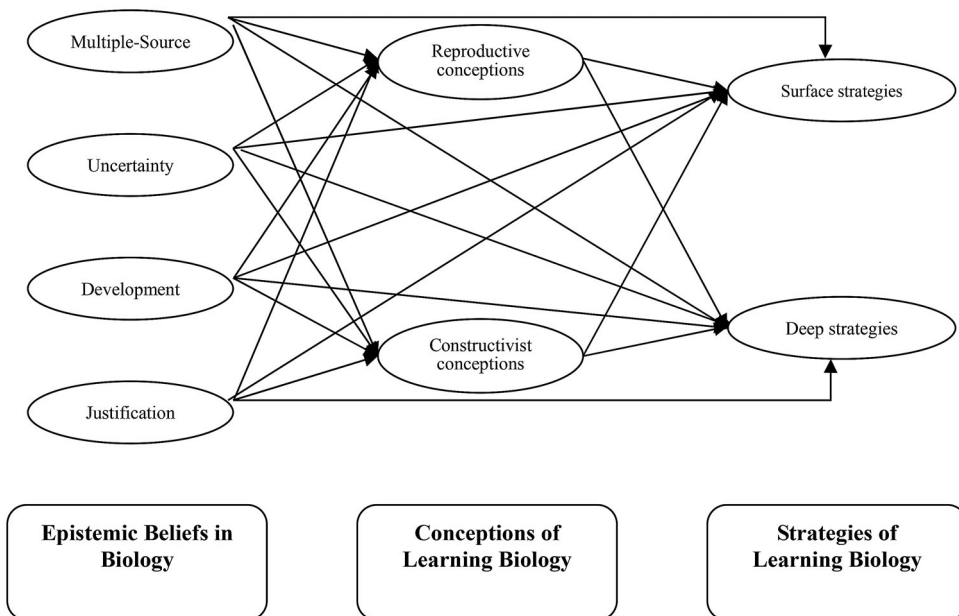 Multiple-Source
Uncertainty
Development
Justification
Reproductive
conceptions
Constructivist
conceptions
Surface strategies
Deep strategies
Epistemic Beliefs in
Biology
Conceptions of
Learning Biology
Strategies of
Learning Biology